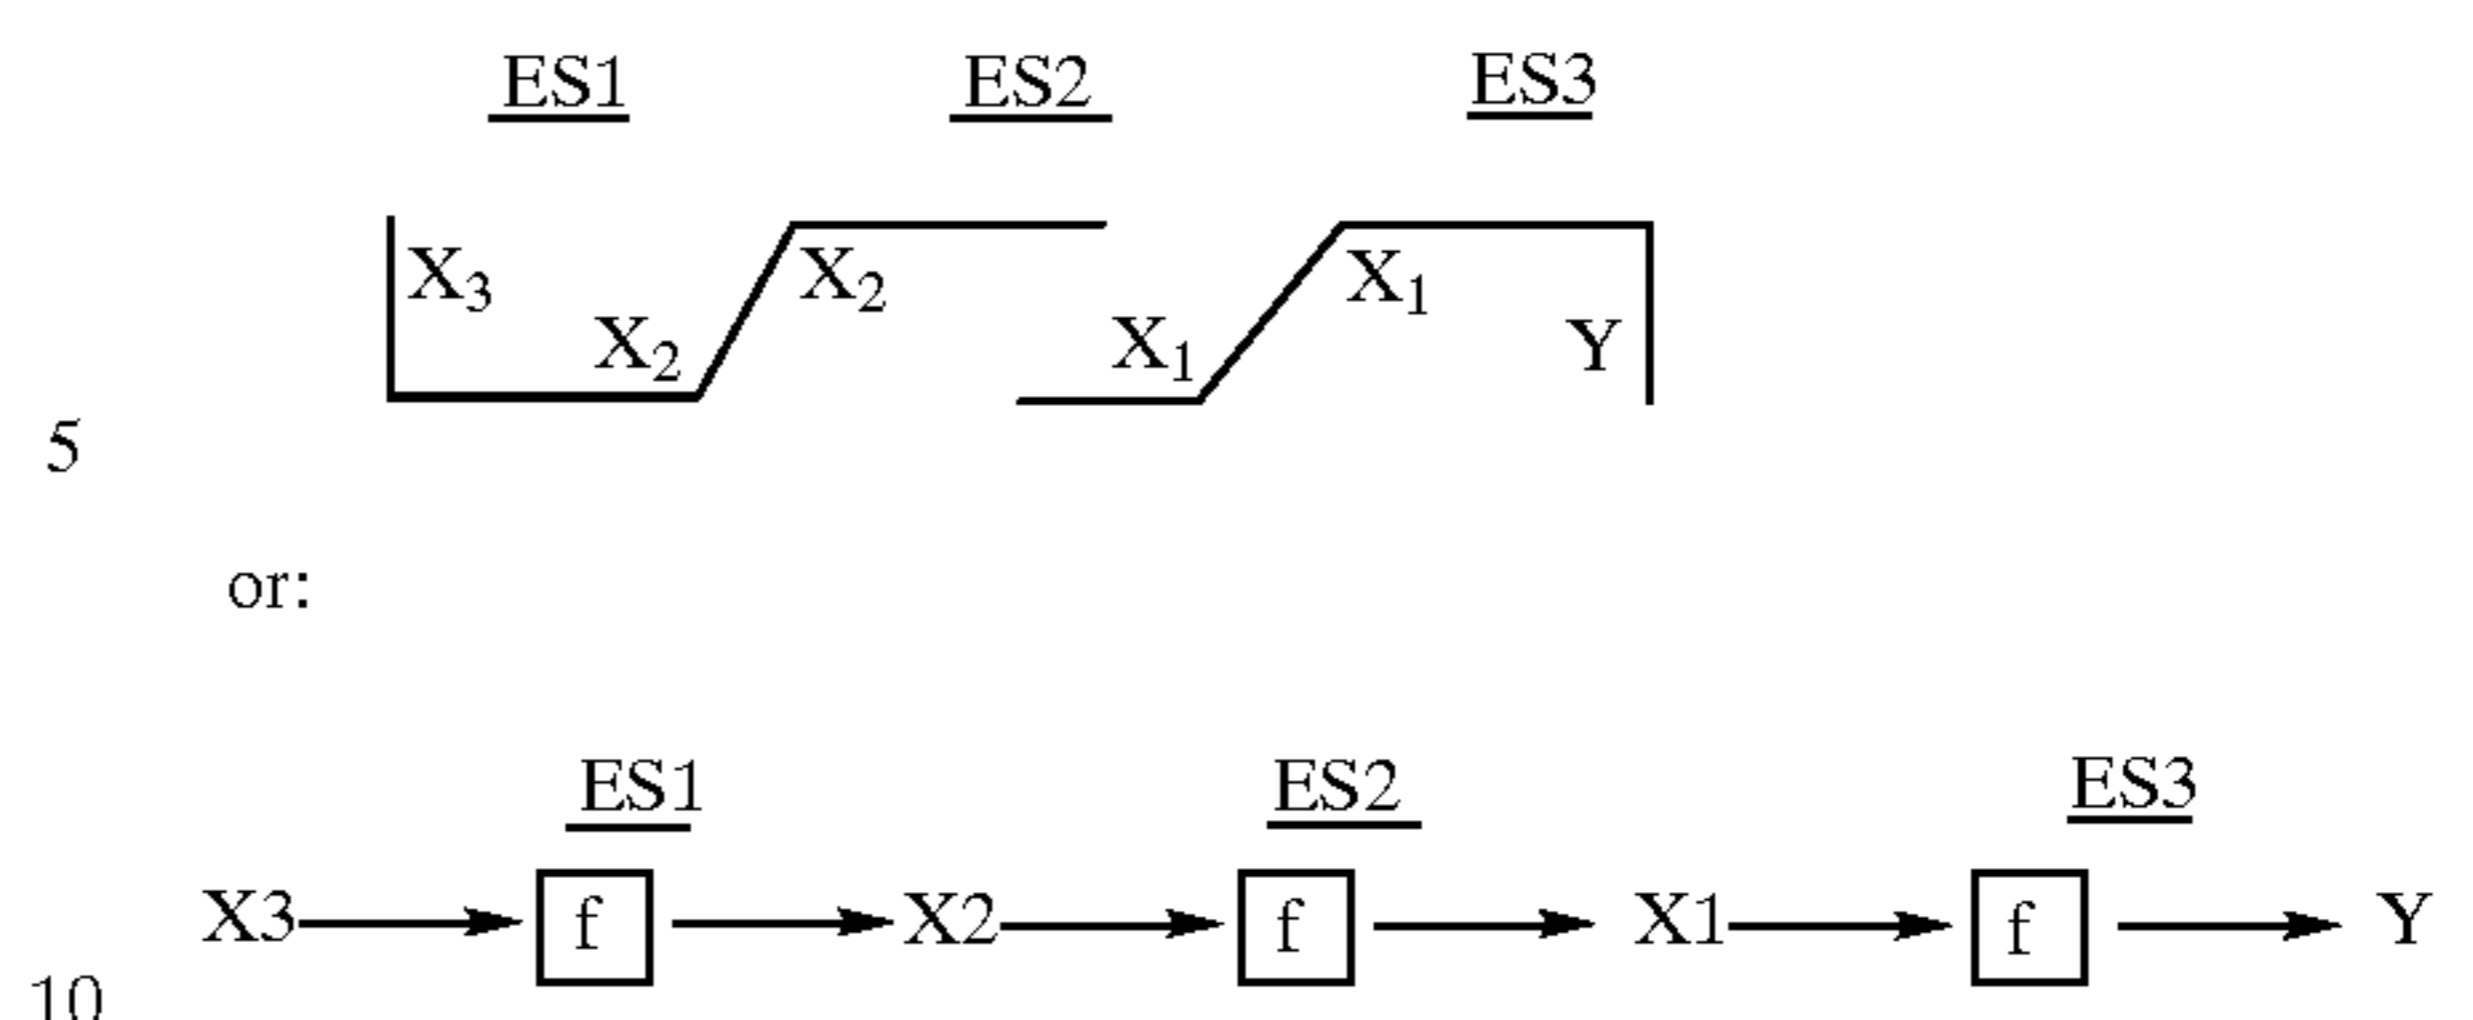 ES1 ES2 ES3
X₃ X₂ X₁
X₂ X₁ Y
5
or:
ES1 ES2 ES3
X3 f X2 f X1 f Y
10